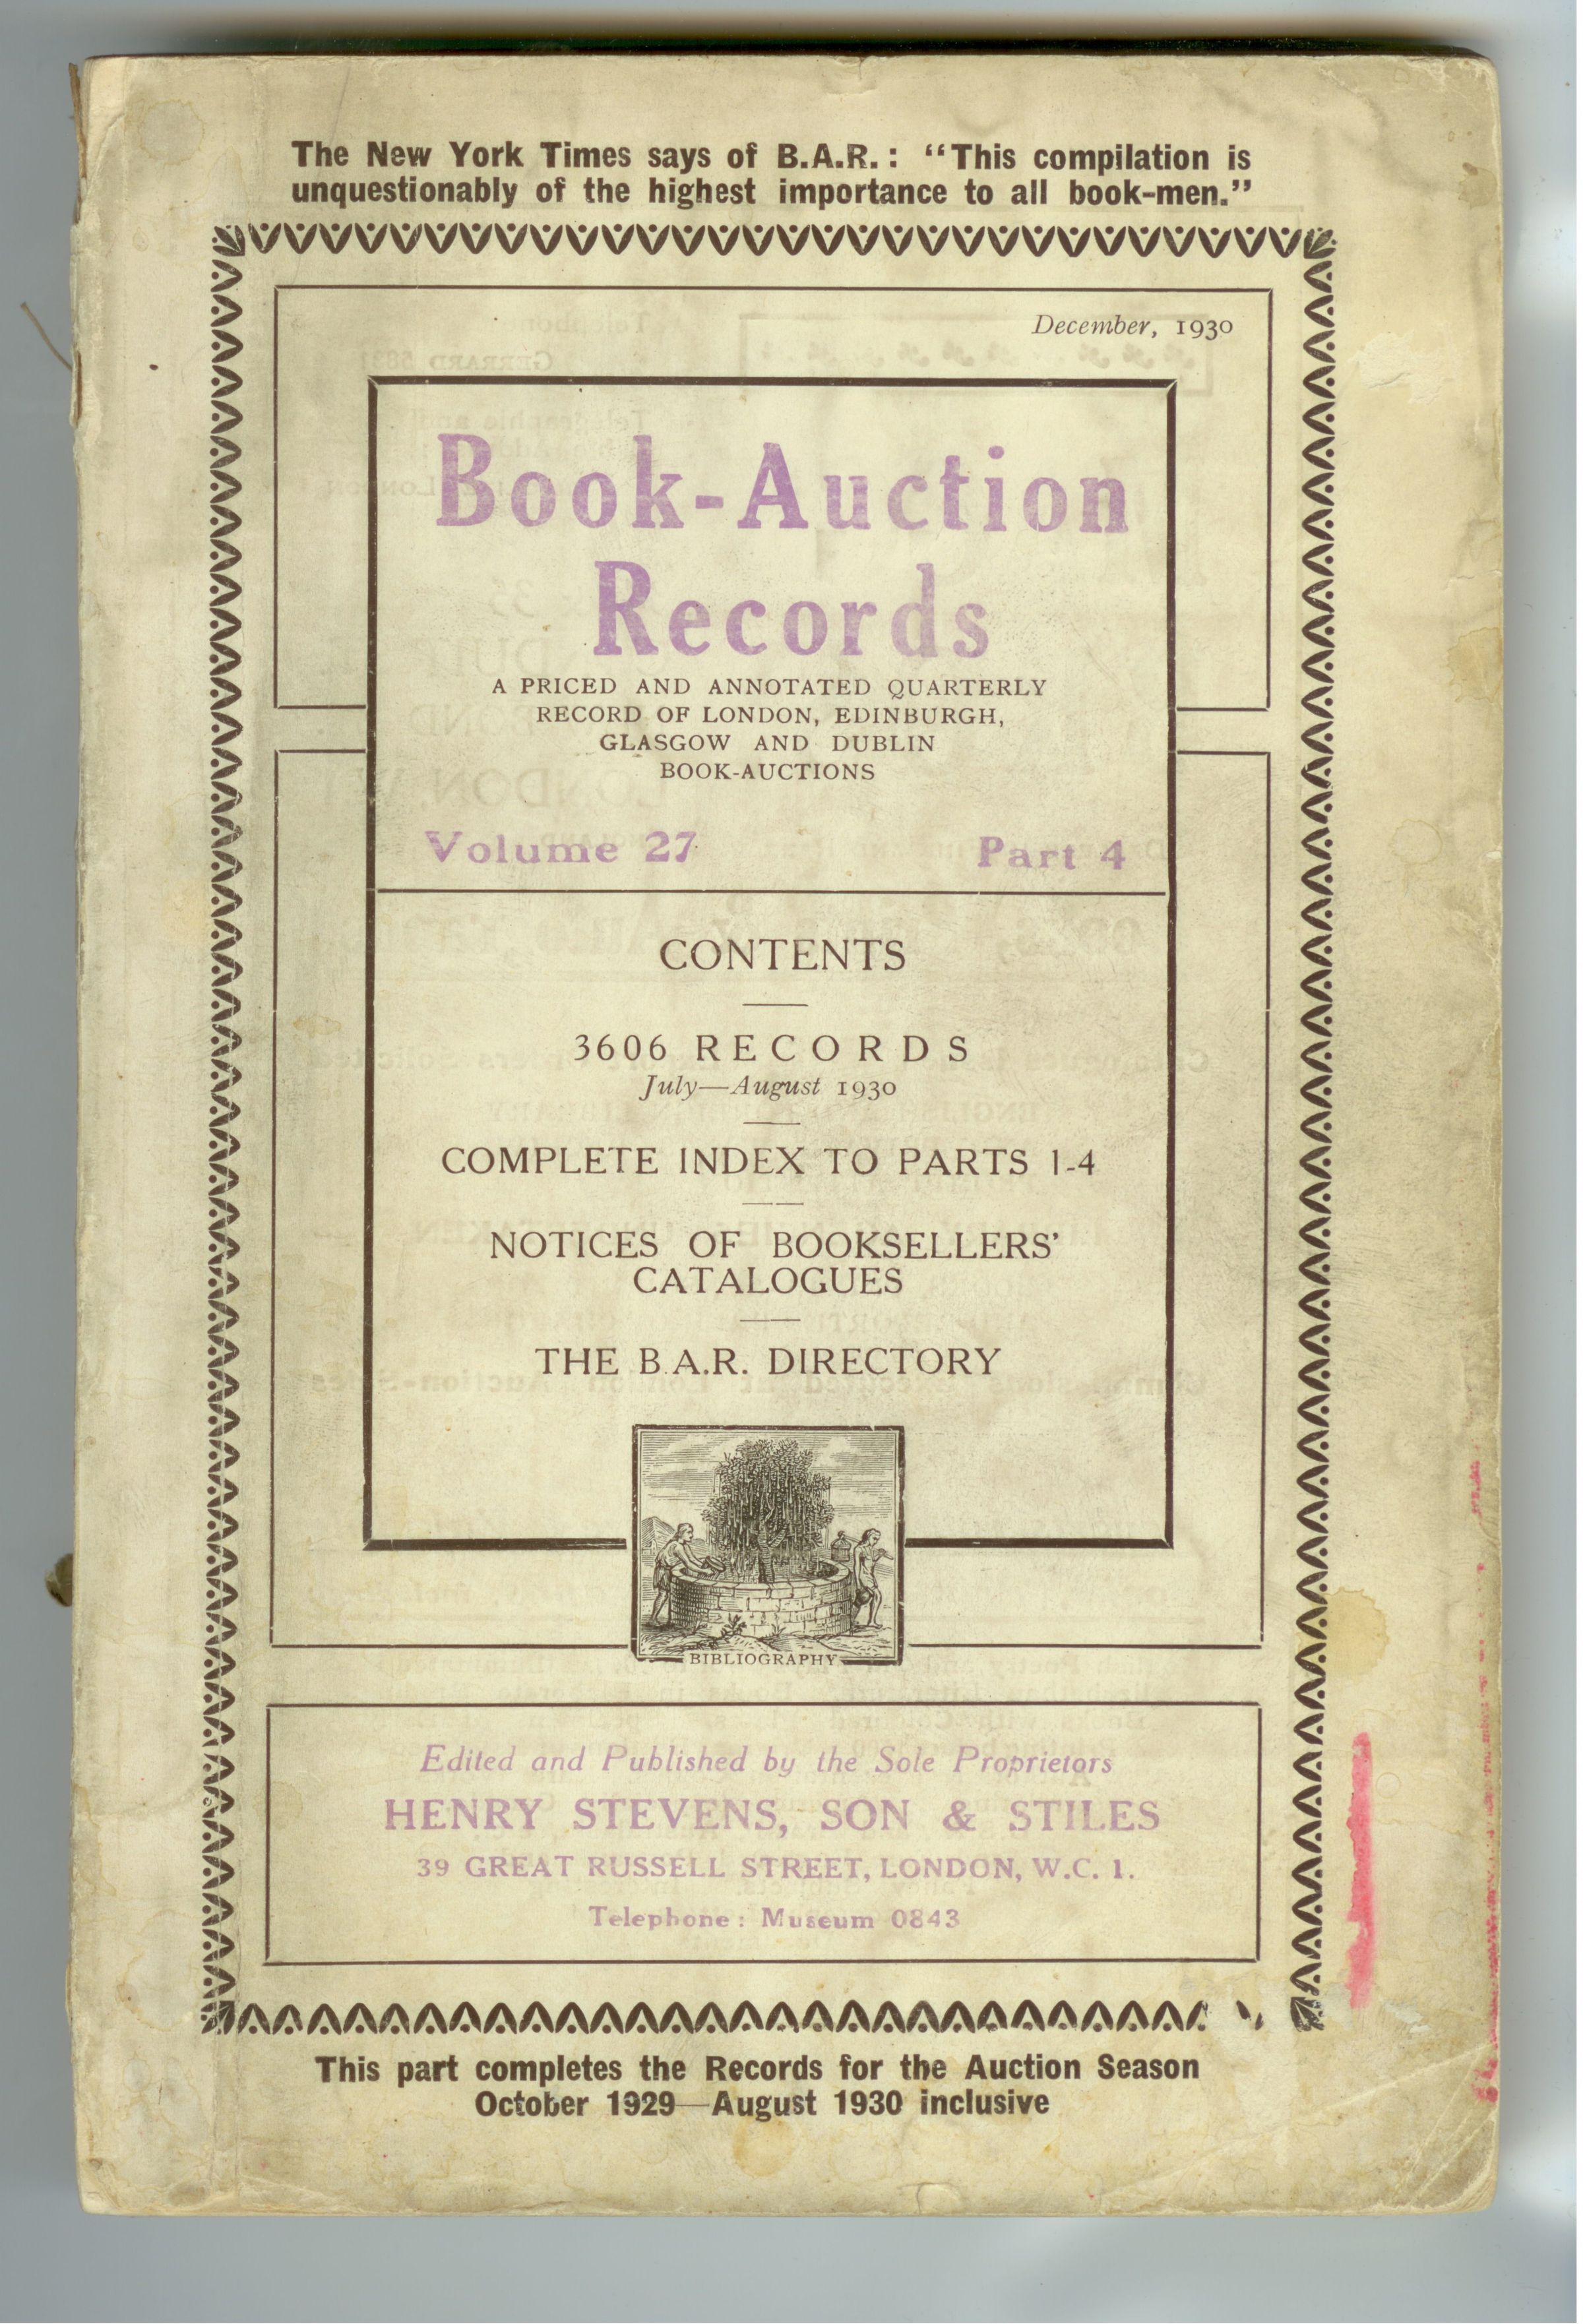 The New York Times says of B.A.R.: “This compilation is
unquestionably of the highest importance to all book-men.”
December, 1930
Book-Auction
Records
A PRICED AND ANNOTATED QUARTERLY
RECORD OF LONDON, EDINBURGH,
GLASGOW AND DUBLIN
BOOK-AUCTIONS
Volume 27 Part 4
CONTENTS
3606 RECORDS
July—August 1930
COMPLETE INDEX TO PARTS 1-4
NOTICES OF BOOKSELLERS’
CATALOGUES
THE B.A.R. DIRECTORY
BIBLIOGRAPHY
Edited and Published by the Sole Proprietors
HENRY STEVENS, SON & STILES
39 GREAT RUSSELL STREET, LONDON, W.C. 1.
Telephone: Museum 0843
This part completes the Records for the Auction Season
October 1929—August 1930 inclusive